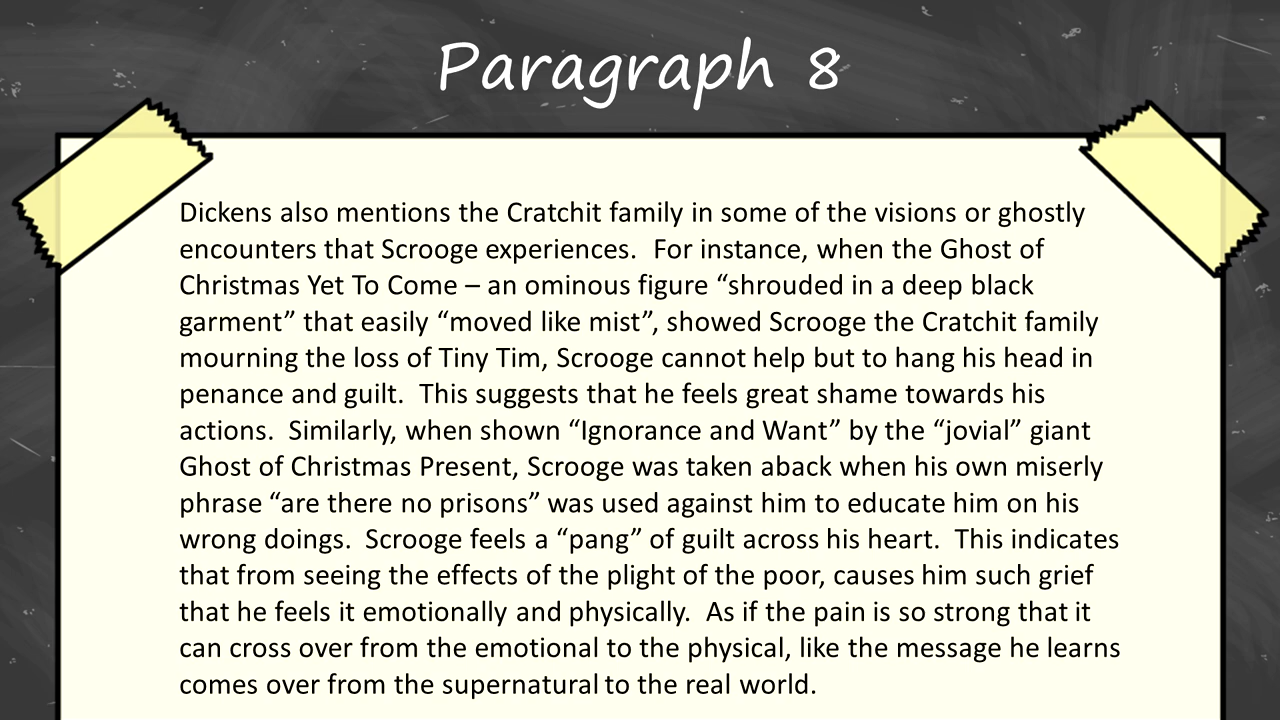 Paragraph 8
Dickens also mentions the Cratchit family in some of the visions or ghostly
encounters that Scrooge experiences.  For instance, when the Ghost of
Christmas Yet To Come – an ominous figure “shrouded in a deep black
garment” that easily “moved like mist”, showed Scrooge the Cratchit family
mourning the loss of Tiny Tim, Scrooge cannot help but to hang his head in
penance and guilt.  This suggests that he feels great shame towards his
actions.  Similarly, when shown “Ignorance and Want” by the “jovial” giant
Ghost of Christmas Present, Scrooge was taken aback when his own miserly
phrase “are there no prisons” was used against him to educate him on his
wrong doings.  Scrooge feels a “pang” of guilt across his heart.  This indicates
that from seeing the effects of the plight of the poor, causes him such grief
that he feels it emotionally and physically.  As if the pain is so strong that it
can cross over from the emotional to the physical, like the message he learns
comes over from the supernatural to the real world.